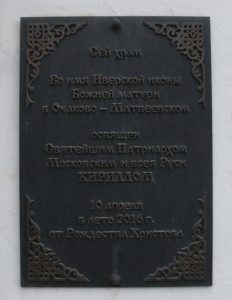 Сей храм
Во имя Иверской иконы
Божией матери
в Очаково – Матвеевском
освящен
Святейшим Патриархом
Московским и всея Руси
КИРИЛЛОМ
10 апреля
в лето 2016 г.
от Рождества Христова